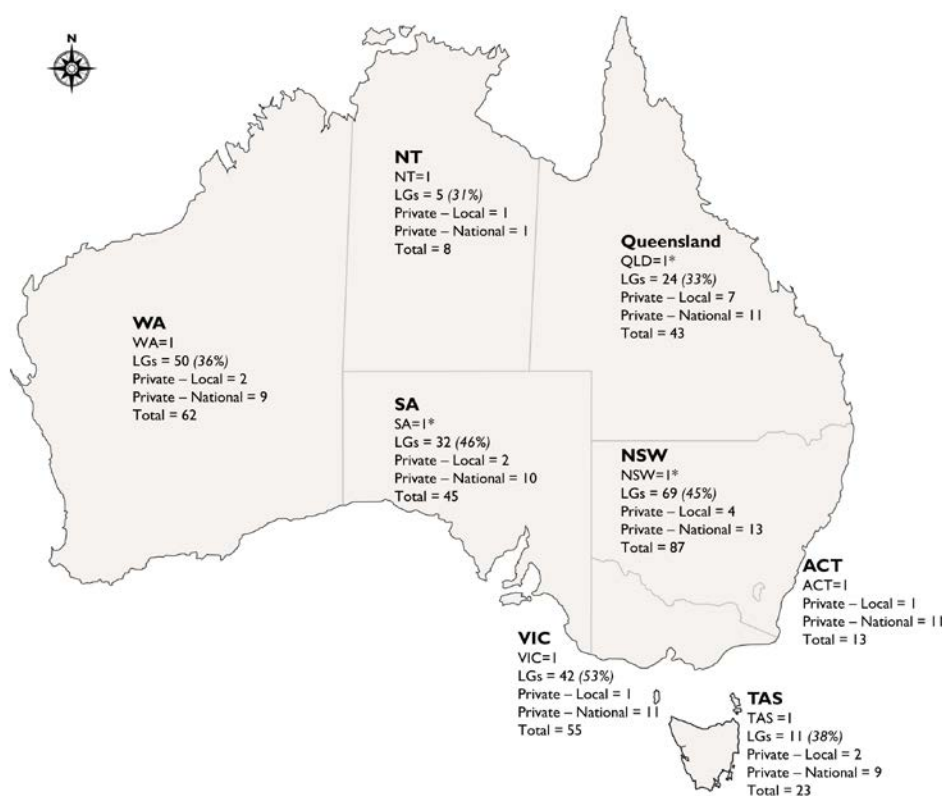 N
NT
NT=1
LGs = 5 (31%)
Private – Local = 1
Private – National = 1
Total = 8
Queensland
QLD=1*
LGs = 24 (33%)
Private – Local = 7
Private – National = 11
Total = 43
WA
WA=1
LGs = 50 (36%)
Private – Local = 2
Private – National = 9
Total = 62
SA
SA=1*
LGs = 32 (46%)
Private – Local = 2
Private – National = 10
Total = 45
NSW
NSW=1*
LGs = 69 (45%)
Private – Local = 4
Private – National = 13
Total = 87
ACT
ACT=1
Private – Local = 1
Private – National = 11
Total = 13
VIC
VIC=1
LGs = 42 (53%)
Private – Local = 1
Private – National = 11
Total = 55
TAS
TAS =1
LGs = 11 (38%)
Private – Local = 2
Private – National = 9
Total = 23